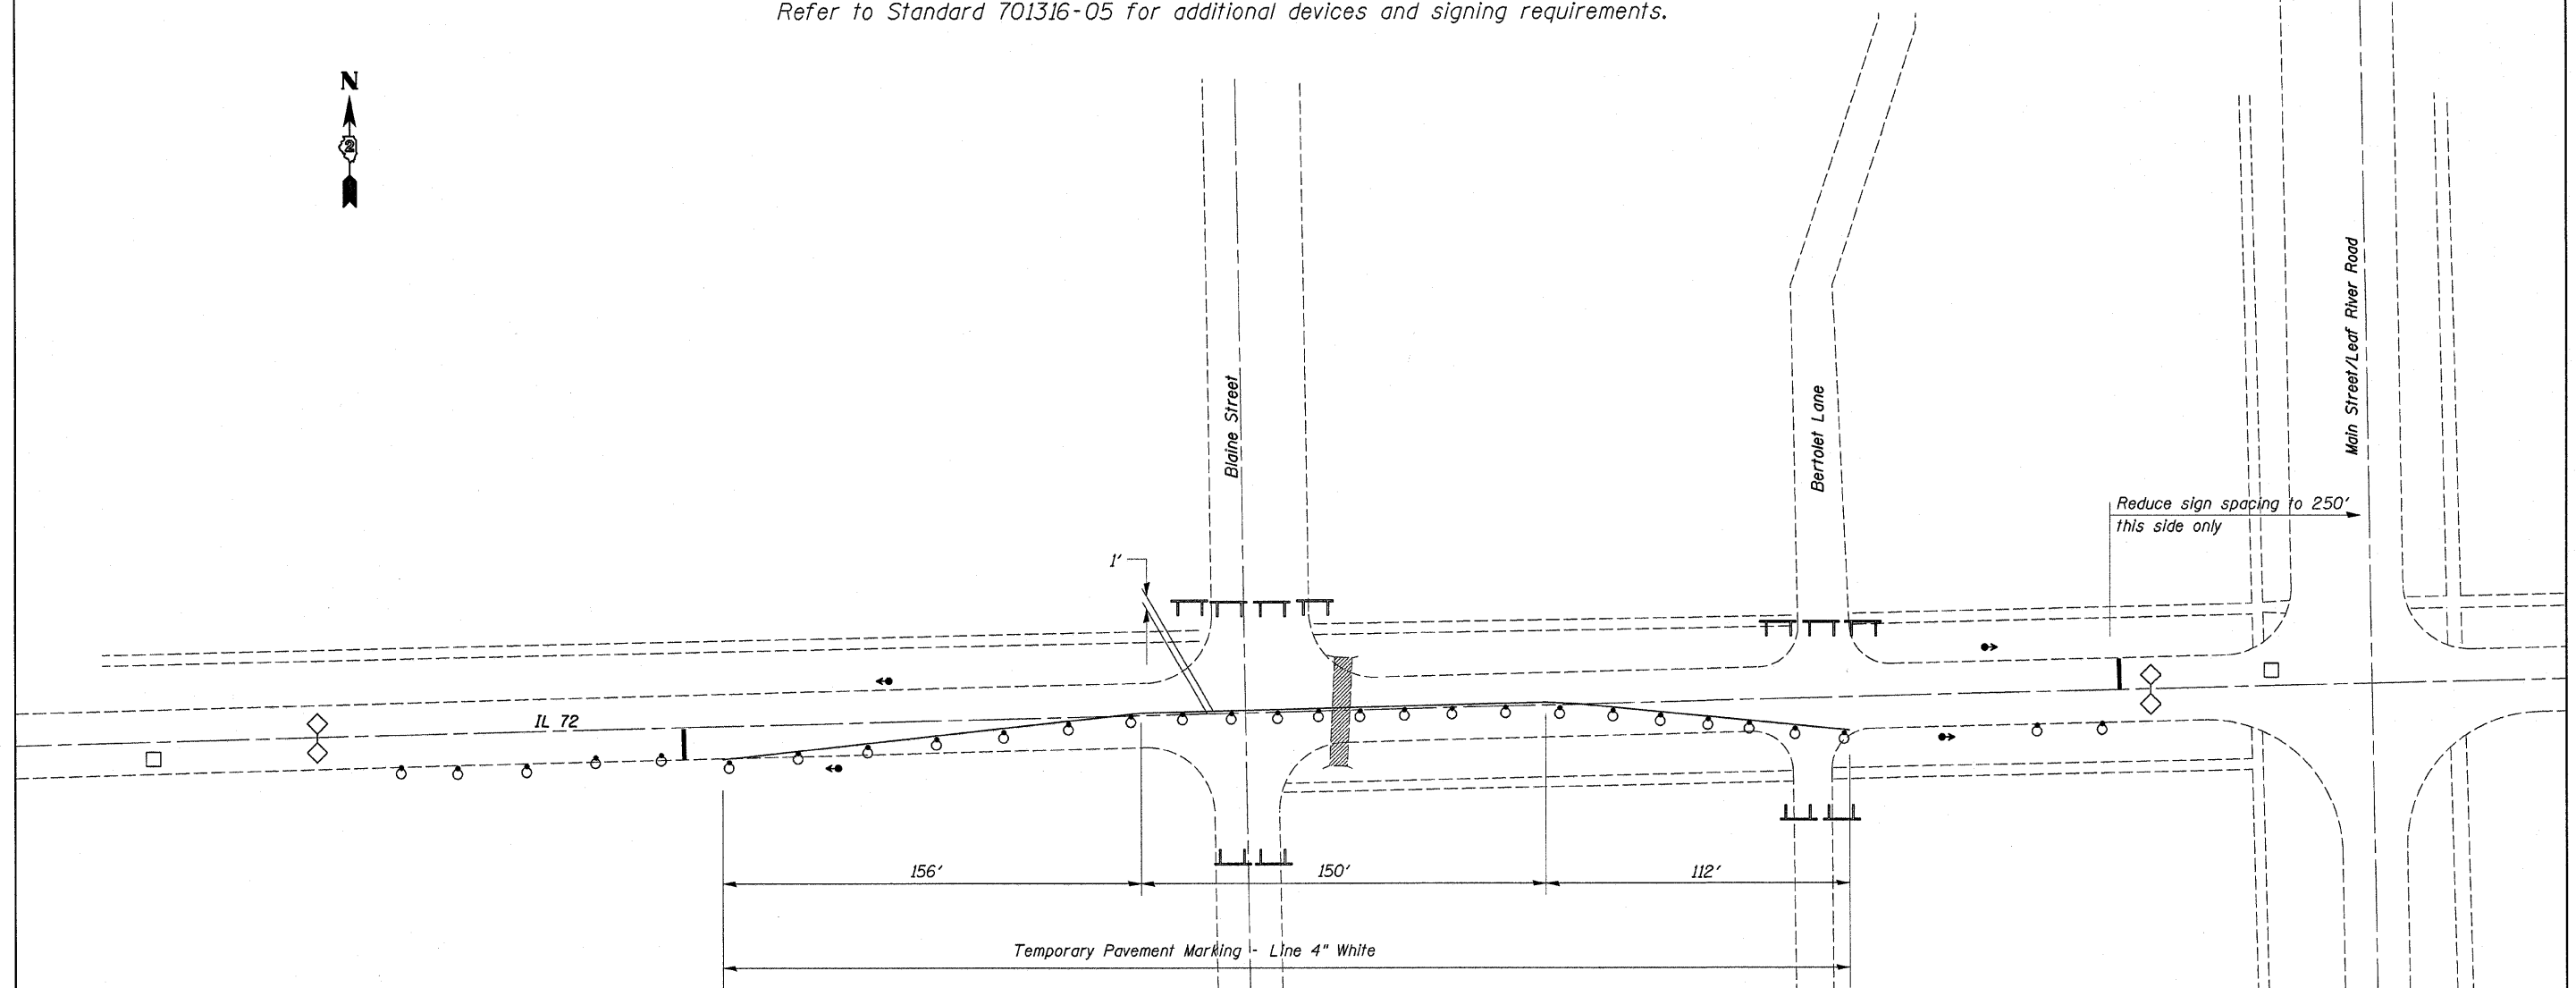 Refer to Standard 701316-05 for additional devices and signing requirements.
N
2
Blaine Street
Bertolet Lane
Main Street/Leaf River Road
Reduce sign spacing to 250'
this side only
1'
IL 72
156'
150'
112'
Temporary Pavement Marking - Line 4" White